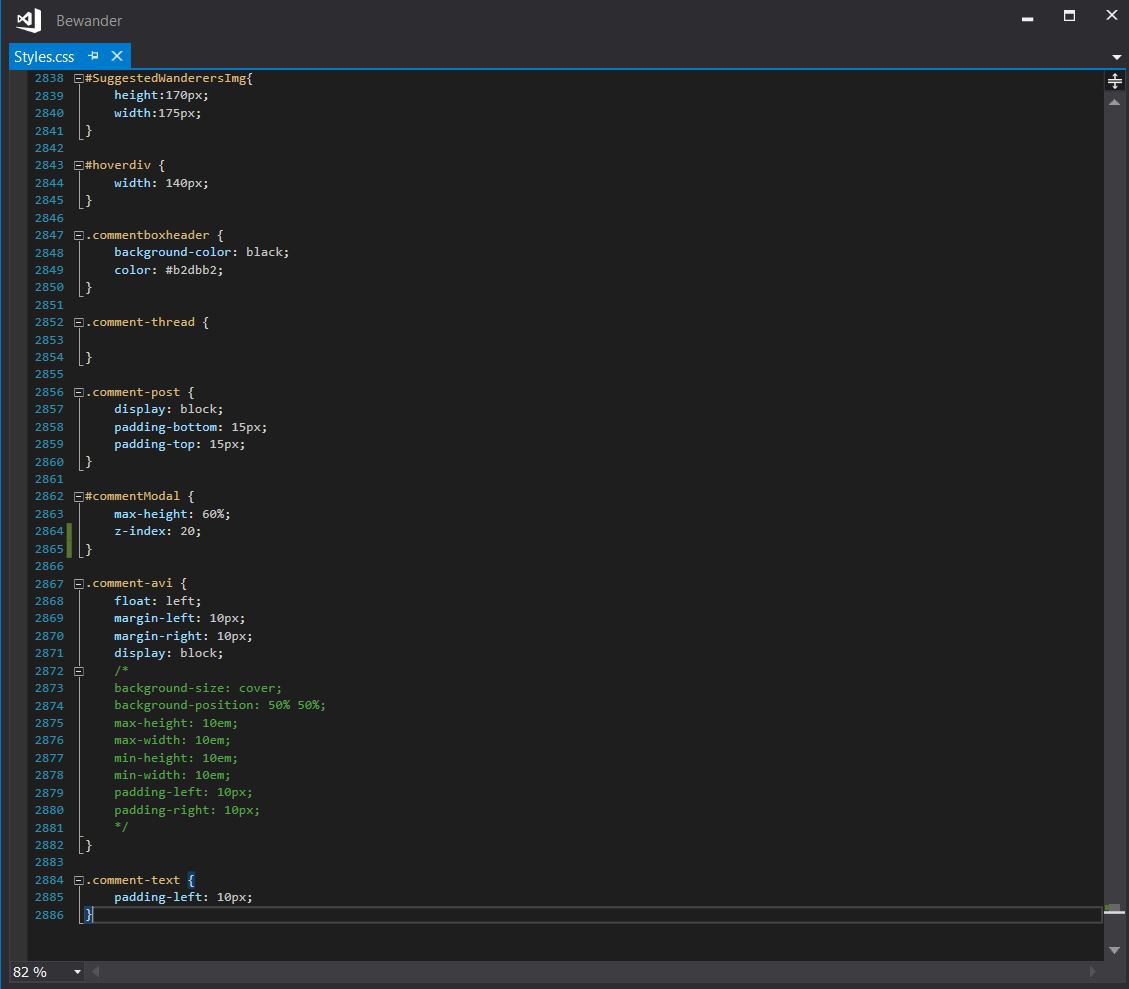 Bewander
Styles.css
2838 #SuggestedWanderersImg{
2839     height:170px;
2840     width:175px;
2841 }
2842
2843 #hoverdiv {
2844     width: 140px;
2845 }
2846
2847 .commentboxheader {
2848     background-color: black;
2849     color: #b2dbb2;
2850 }
2851
2852 .comment-thread {
2853
2854 }
2855
2856 .comment-post {
2857     display: block;
2858     padding-bottom: 15px;
2859     padding-top: 15px;
2860 }
2861
2862 #commentModal {
2863     max-height: 60%;
2864     z-index: 20;
2865 }
2866
2867 .comment-avi {
2868     float: left;
2869     margin-left: 10px;
2870     margin-right: 10px;
2871     display: block;
2872     /*
2873     background-size: cover;
2874     background-position: 50% 50%;
2875     max-height: 10em;
2876     max-width: 10em;
2877     min-height: 10em;
2878     min-width: 10em;
2879     padding-left: 10px;
2880     padding-right: 10px;
2881     */
2882 }
2883
2884 .comment-text {
2885     padding-left: 10px;
2886 }
82 %